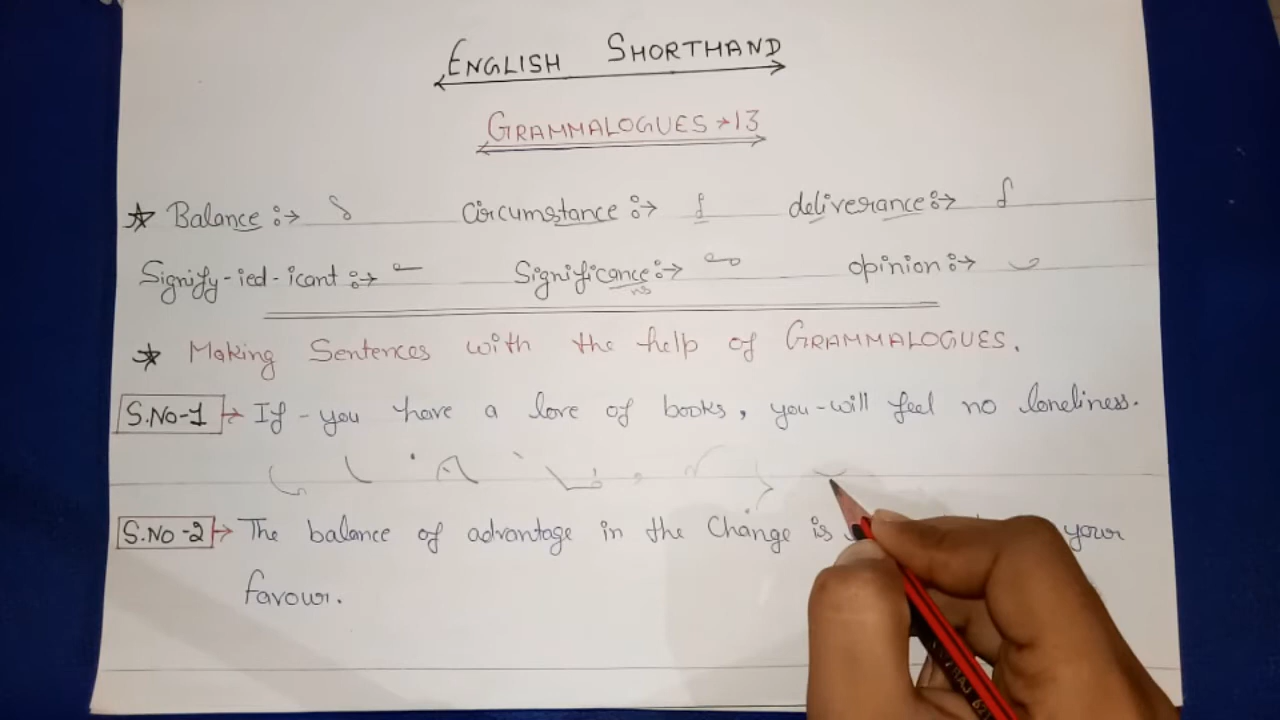 ENGLISH SHORTHAND
GRAMMALOGUES → 13
☆ Balance :→ circumstance :→ deliverance :→
Signify-ied-icant :→ Significance :→ opinion :→
ns
☆ Making Sentences with the help of GRAMMALOGUES.
S.No-1 → If-you have a love of books, you-will feel no loneliness.
S.No-2 → The balance of advantage in the Change is your
favour.